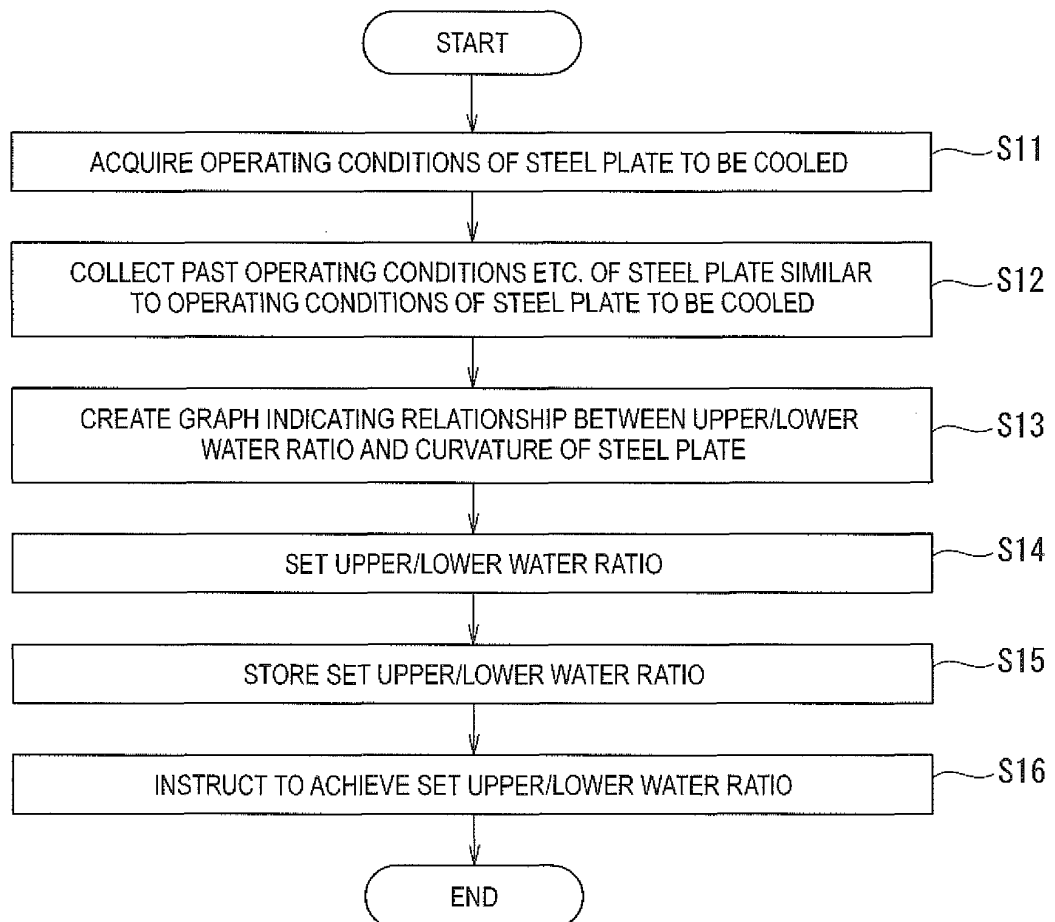 START
ACQUIRE OPERATING CONDITIONS OF STEEL PLATE TO BE COOLED
S11
COLLECT PAST OPERATING CONDITIONS ETC. OF STEEL PLATE SIMILAR
TO OPERATING CONDITIONS OF STEEL PLATE TO BE COOLED
S12
CREATE GRAPH INDICATING RELATIONSHIP BETWEEN UPPER/LOWER
WATER RATIO AND CURVATURE OF STEEL PLATE
S13
SET UPPER/LOWER WATER RATIO
S14
STORE SET UPPER/LOWER WATER RATIO
S15
INSTRUCT TO ACHIEVE SET UPPER/LOWER WATER RATIO
S16
END